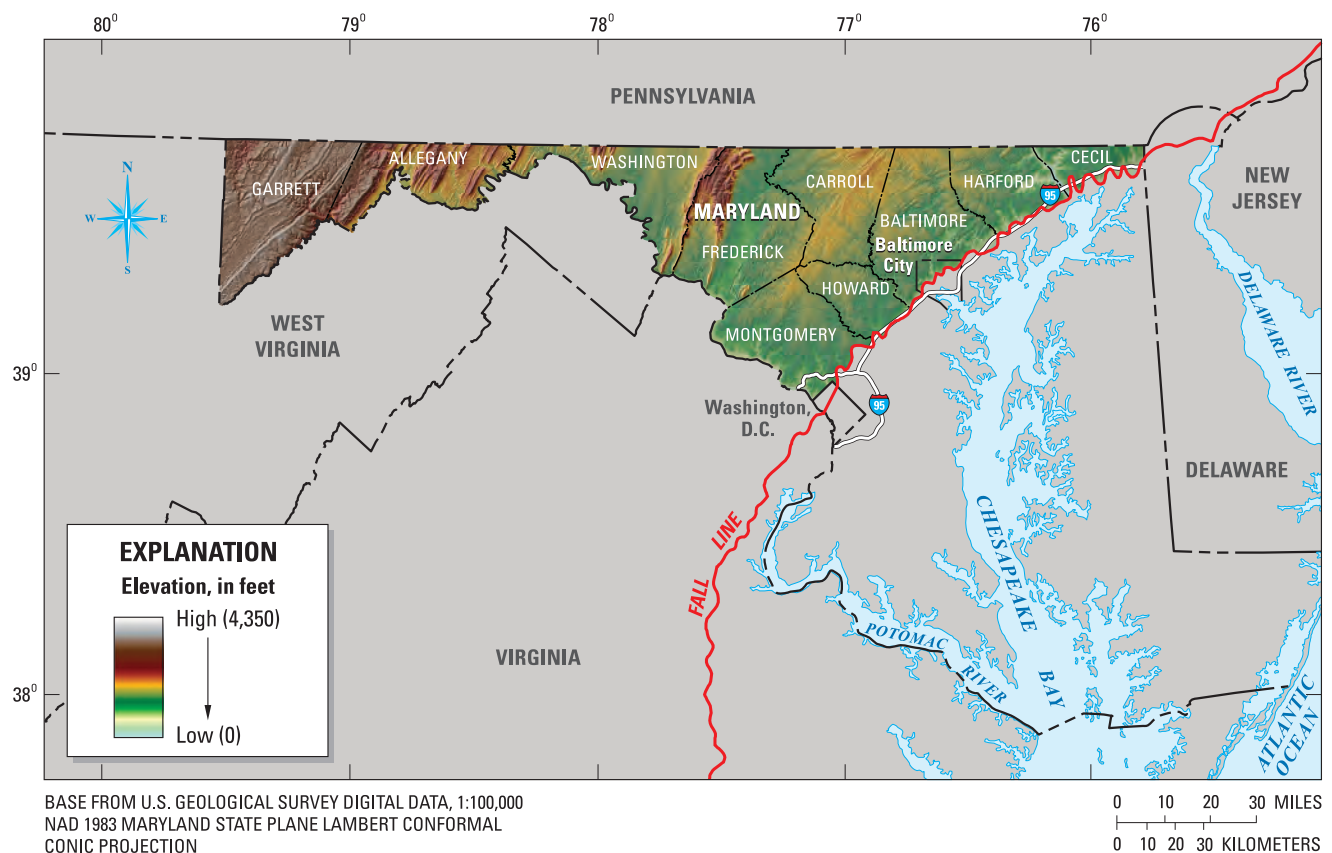 80⁰ 79⁰ 78⁰ 77⁰ 76⁰
PENNSYLVANIA
N
W E
S
ALLEGANY
WASHINGTON
CECIL
GARRETT
CARROLL
HARFORD
95
NEW
JERSEY
MARYLAND
BALTIMORE
FREDERICK
Baltimore
City
HOWARD
DELAWARE RIVER
WEST
VIRGINIA
MONTGOMERY
39⁰
Washington,
D.C.
95
DELAWARE
FALL LINE
CHESAPEAKE BAY
POTOMAC RIVER
VIRGINIA
38⁰
ATLANTIC
OCEAN
EXPLANATION
Elevation, in feet
High (4,350)
Low (0)
BASE FROM U.S. GEOLOGICAL SURVEY DIGITAL DATA, 1:100,000
NAD 1983 MARYLAND STATE PLANE LAMBERT CONFORMAL
CONIC PROJECTION
0 10 20 30 MILES
0 10 20 30 KILOMETERS